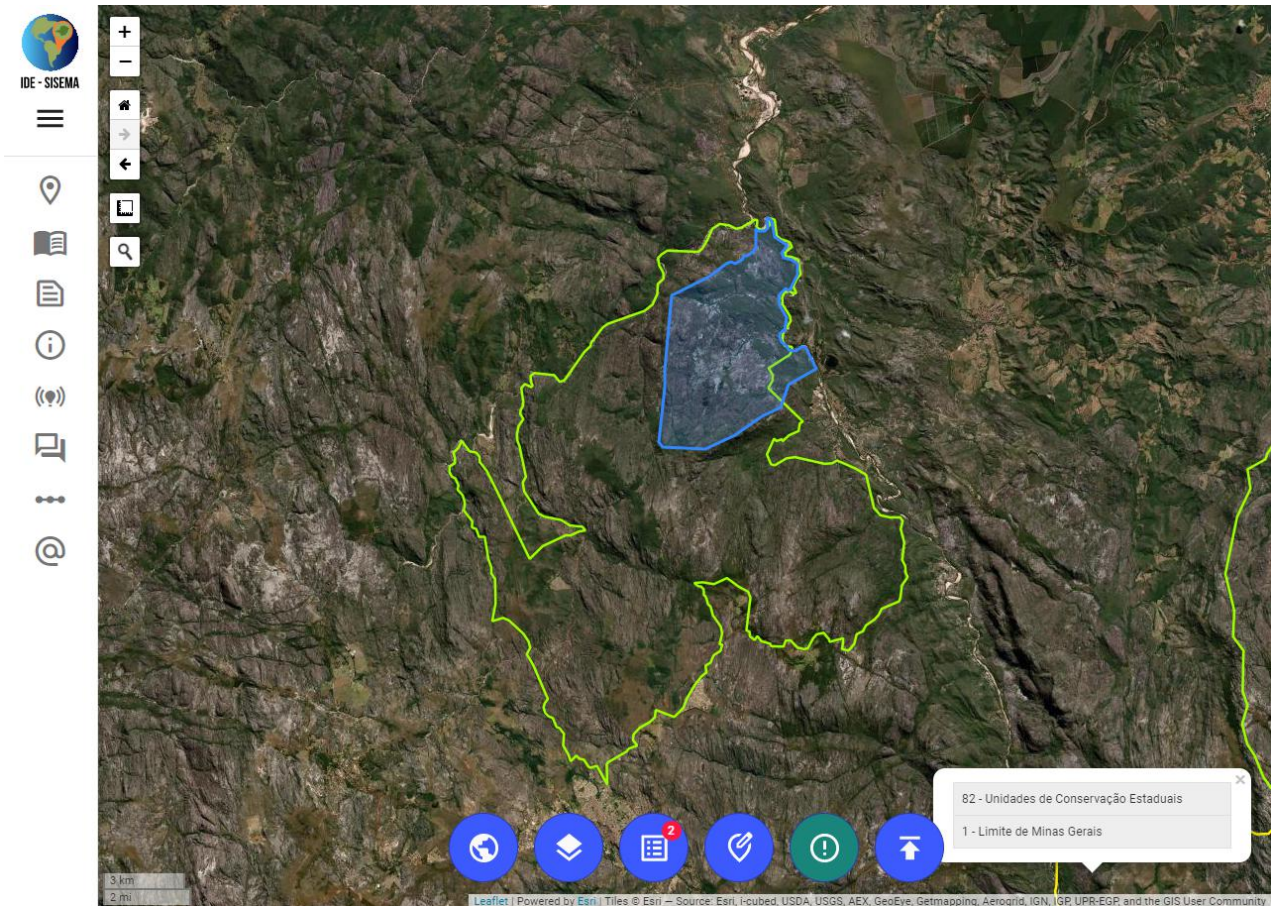 IDE - SISEMA
+
−
82 - Unidades de Conservação Estaduais
1 - Limite de Minas Gerais
2
3 km
2 mi
Leaflet | Powered by Esri | Tiles © Esri — Source: Esri, i-cubed, USDA, USGS, AEX, GeoEye, Getmapping, Aerogrid, IGN, IGP, UPR-EGP, and the GIS User Community